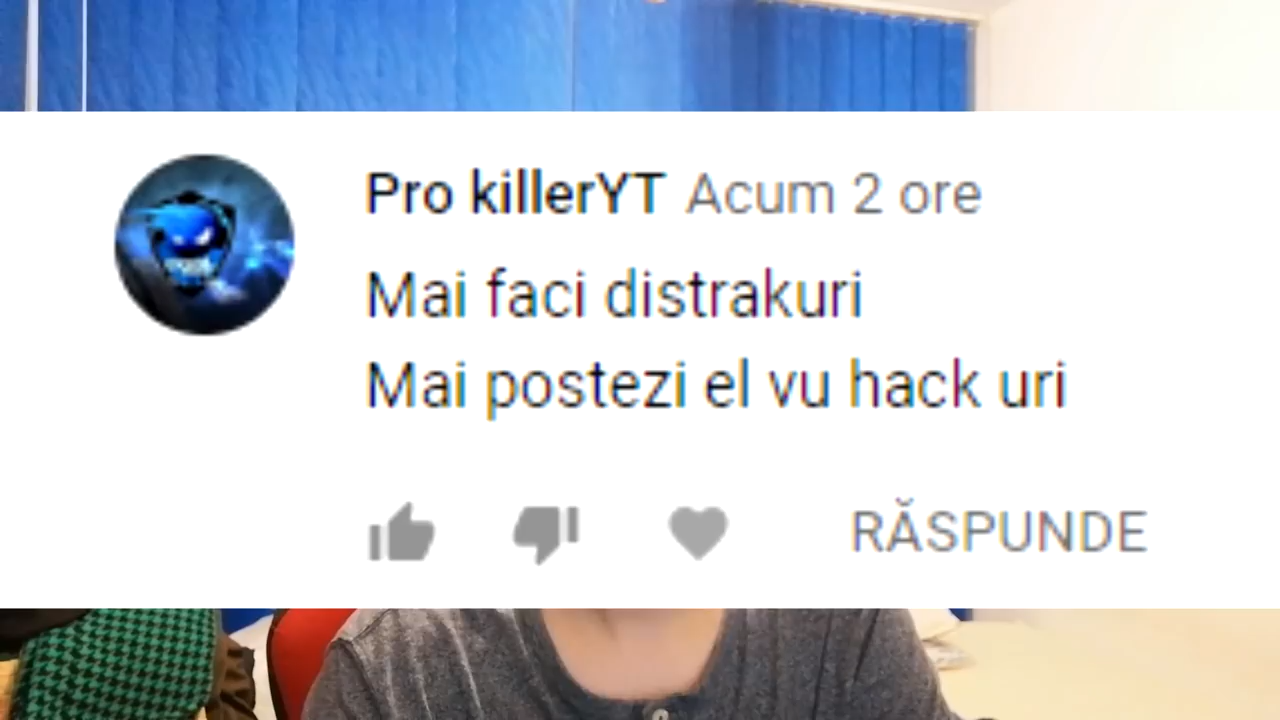 Pro killerYT Acum 2 ore
Mai faci distrakuri
Mai postezi el vu hack uri
RĂSPUNDE